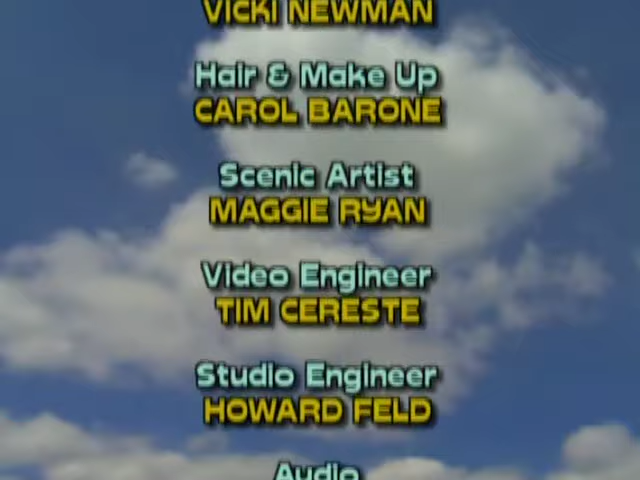 VICKI NEWMAN
Hair & Make Up
CAROL BARONE
Scenic Artist
MAGGIE RYAN
Video Engineer
TIM CERESTE
Studio Engineer
HOWARD FELD
Audio